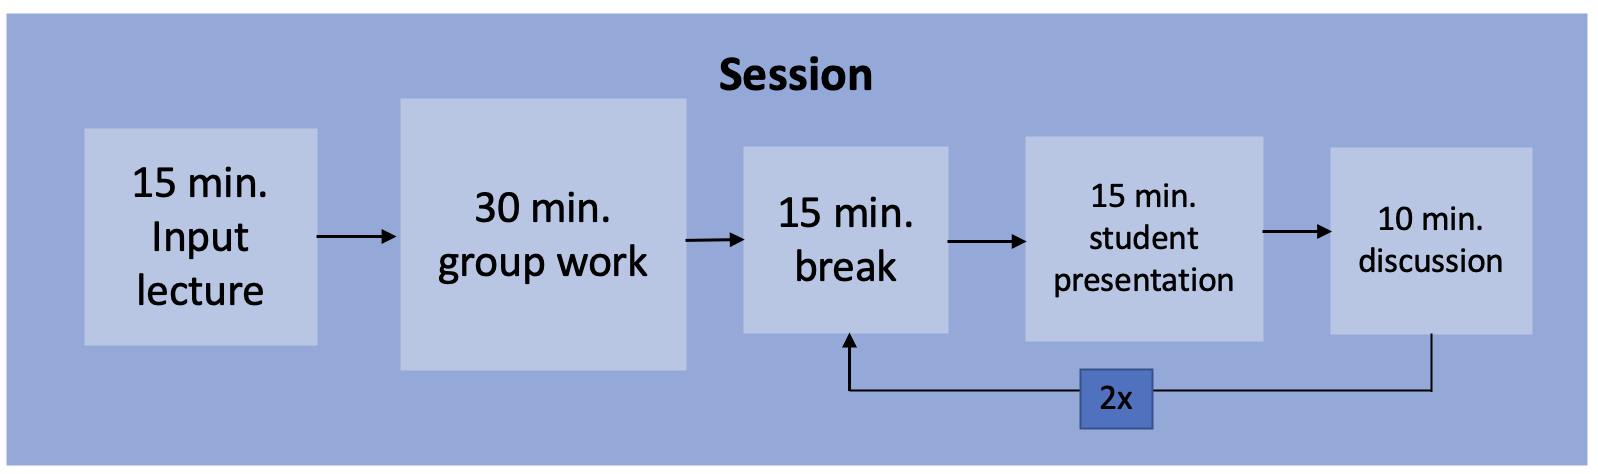 Session
15 min.
Input
lecture
30 min.
group work
15 min.
break
15 min.
student
presentation
10 min.
discussion
2x